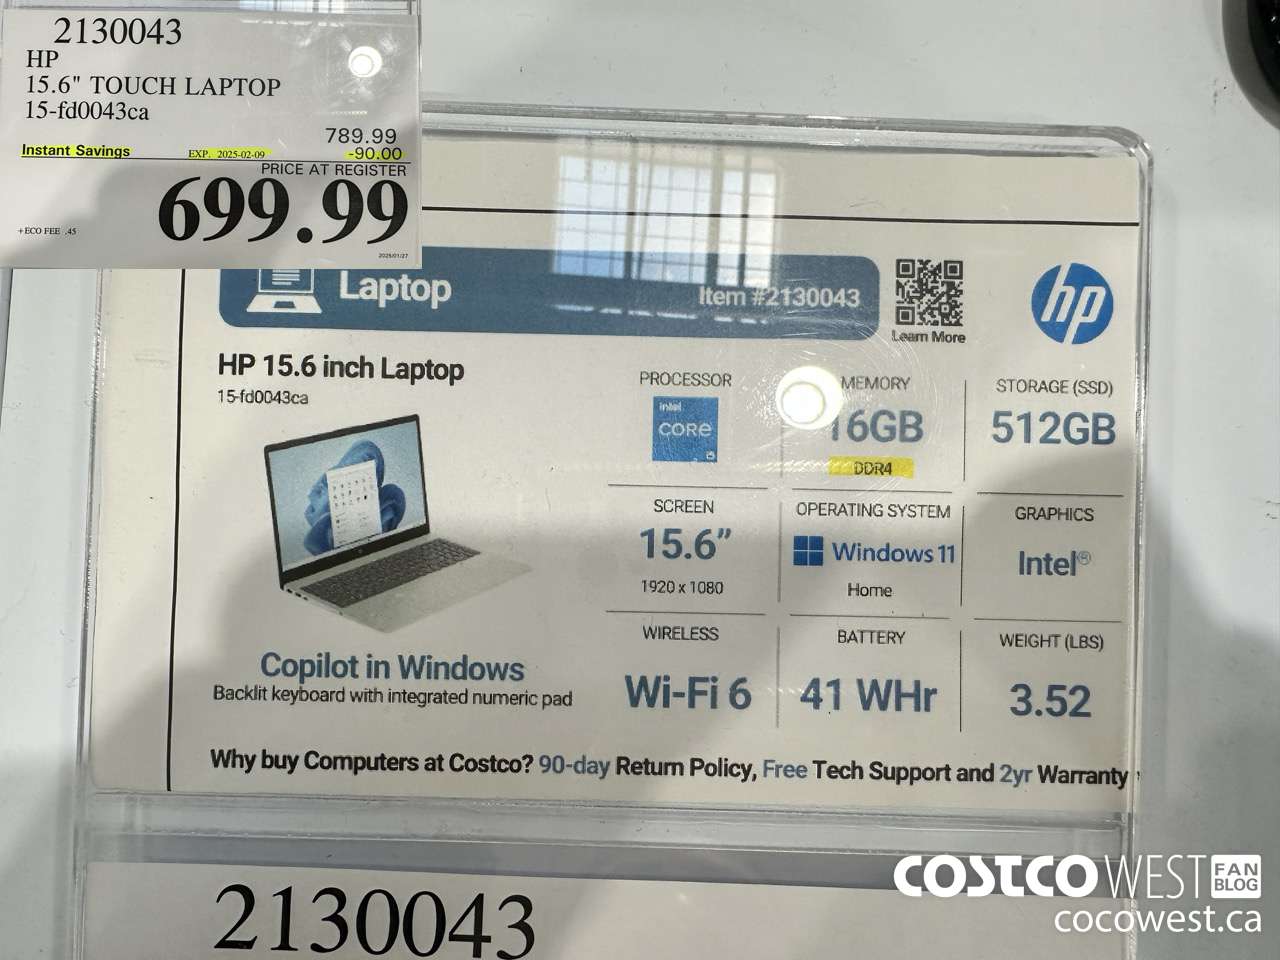 2130043
HP
15.6" TOUCH LAPTOP
15-fd0043ca
789.99
Instant Savings EXP. 2025-02-09 -90.00
PRICE AT REGISTER
699.99
+ECO FEE .45
2025/01/27
Laptop
Item #2130043
Learn More
hp
HP 15.6 inch Laptop
15-fd0043ca
PROCESSOR
intel
CORE
i5
MEMORY
16GB
DDR4
STORAGE (SSD)
512GB
SCREEN
15.6”
1920 x 1080
OPERATING SYSTEM
Windows 11
Home
GRAPHICS
Intel®
WIRELESS
Wi-Fi 6
BATTERY
41 WHr
WEIGHT (LBS)
3.52
Copilot in Windows
Backlit keyboard with integrated numeric pad
Why buy Computers at Costco? 90-day Return Policy, Free Tech Support and 2yr Warranty
2130043
COSTCO WEST FAN BLOG
cocowest.ca